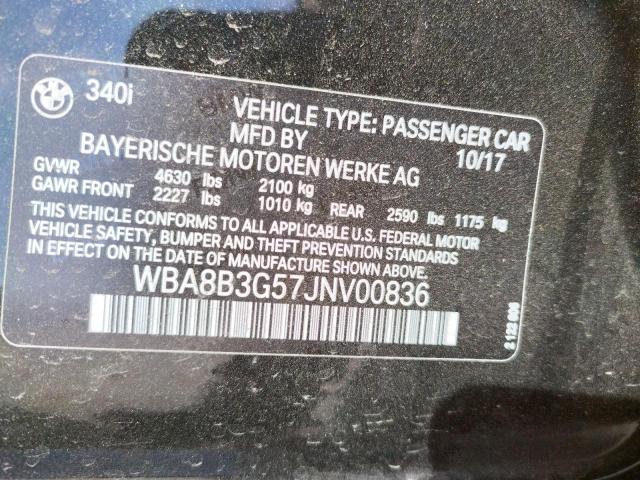 BMW 340i
VEHICLE TYPE: PASSENGER CAR
MFD BY 10/17
BAYERISCHE MOTOREN WERKE AG
GVWR 4630 lbs 2100 kg
GAWR FRONT 2227 lbs 1010 kg REAR 2590 lbs 1175 kg
THIS VEHICLE CONFORMS TO ALL APPLICABLE U.S. FEDERAL MOTOR
VEHICLE SAFETY, BUMPER AND THEFT PREVENTION STANDARDS
IN EFFECT ON THE DATE OF MANUFACTURE SHOWN ABOVE.
WBA8B3G57JNV00836